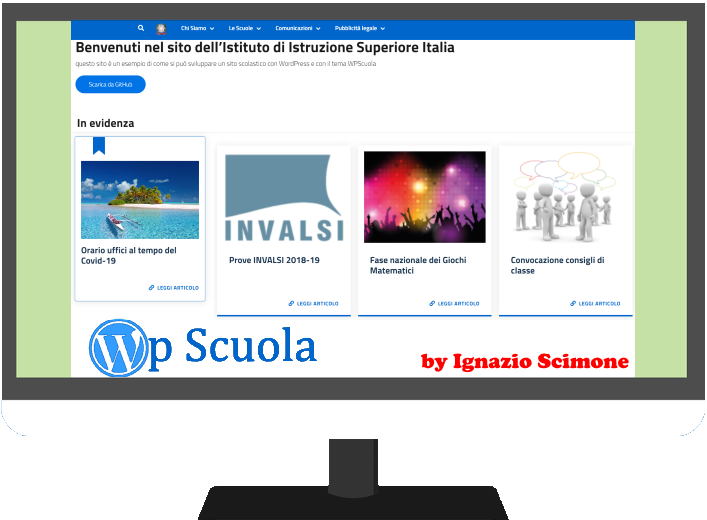 Chi Siamo Le Scuole Comunicazioni Pubblicità legale
Benvenuti nel sito dell'Istituto di Istruzione Superiore Italia
questo sito è un esempio di come si può sviluppare un sito scolastico con WordPress e con il tema WPScuola
Scarica da GitHub
In evidenza
INVALSI
Orario uffici al tempo del
Covid-19
LEGGI ARTICOLO
Prove INVALSI 2018-19
LEGGI ARTICOLO
Fase nazionale dei Giochi
Matematici
LEGGI ARTICOLO
Convocazione consigli di
classe
LEGGI ARTICOLO
Wp Scuola
by Ignazio Scimone